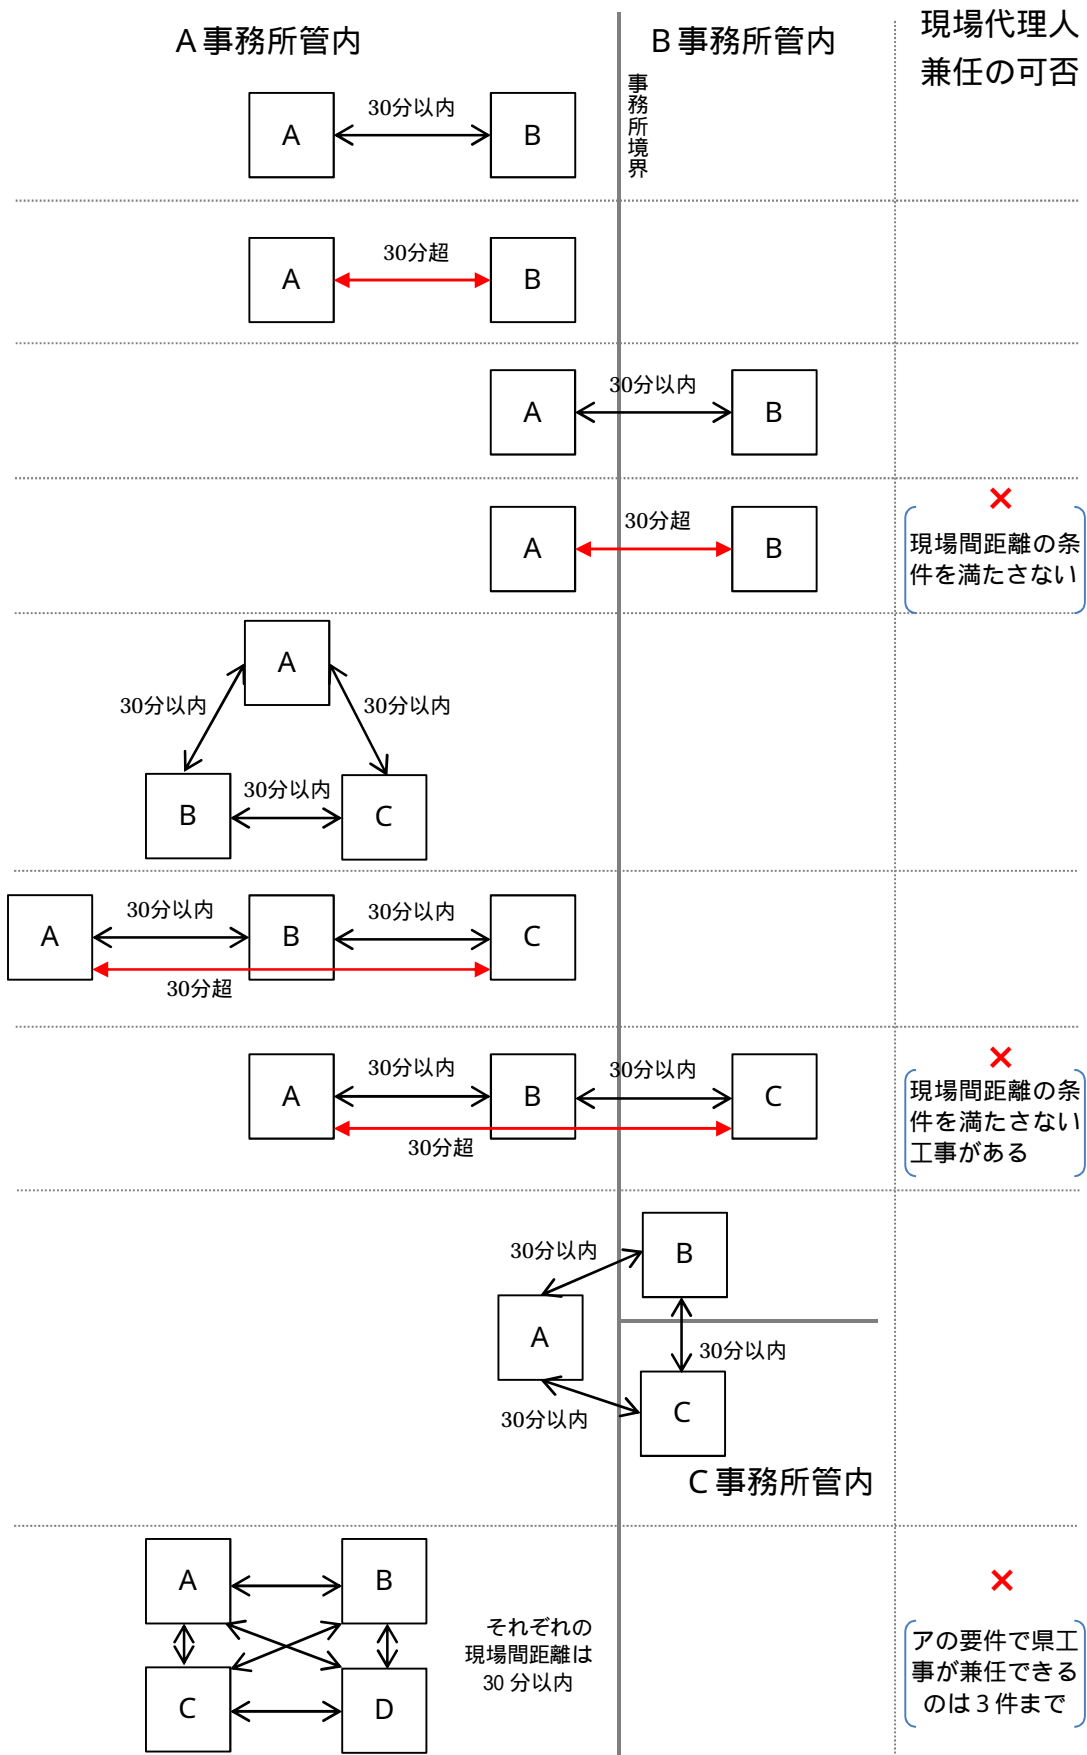 A事務所管内
B事務所管内
現場代理人
兼任の可否
事務所境界
30分以内
A
B
30分超
A
B
30分以内
A
B
30分超
A
B
×
現場間距離の条
件を満たさない
A
30分以内
30分以内
30分以内
B
C
30分以内
30分以内
A
B
C
30分超
30分以内
30分以内
A
B
C
30分超
×
現場間距離の条
件を満たさない
工事がある
30分以内
B
A
30分以内
30分以内
C
C事務所管内
A
B
それぞれの
現場間距離は
30分以内
C
D
×
アの要件で県工
事が兼任できる
のは3件まで